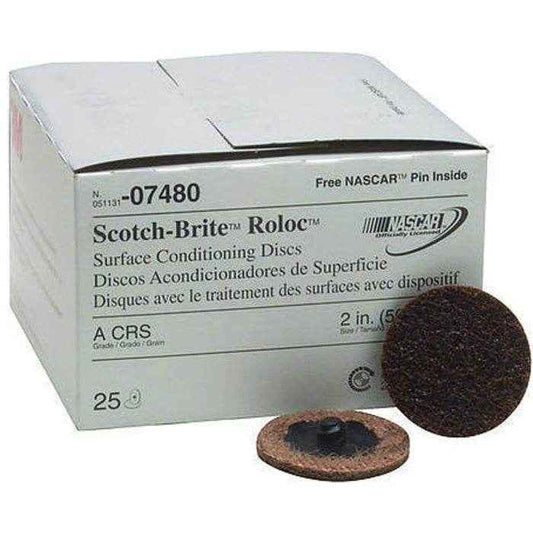 N.
051131-07480
Free NASCAR™ Pin Inside
Scotch-Brite™ Roloc™
NASCAR
Officially Licensed
Surface Conditioning Discs
Discos Acondicionadores de Superficie
Disques avec le traitement des surfaces avec dispositif
A CRS
Grade / Grado / Grain
2 in. (5
Size / Tamaño
25